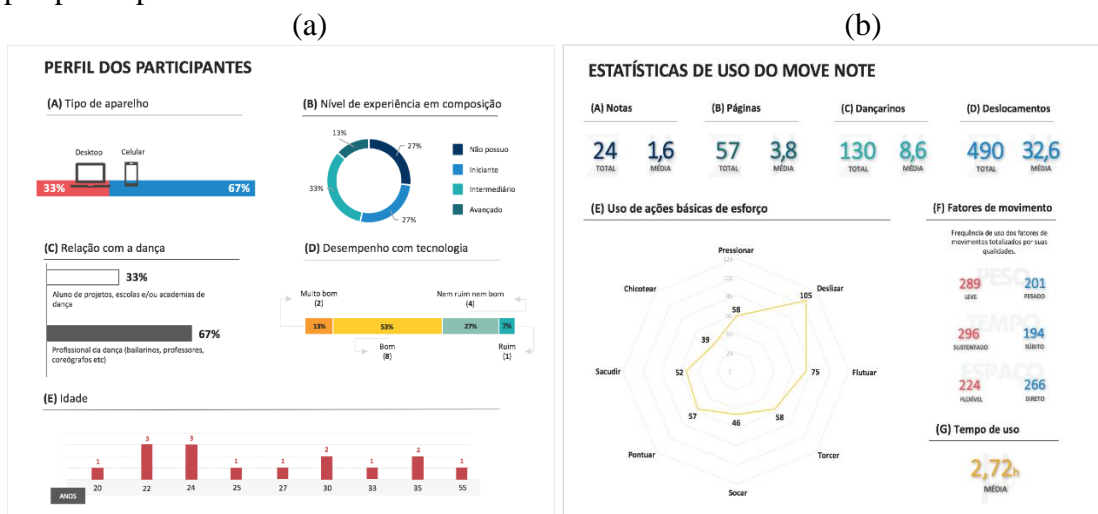 (a)
(b)
PERFIL DOS PARTICIPANTES
(A) Tipo de aparelho
Desktop Celular
33% 67%
(B) Nível de experiência em composição
13%
27%
33%
27%
Não possuo
Iniciante
Intermediário
Avançado
(C) Relação com a dança
33%
Aluno de projetos, escolas e/ou academias de
dança
67%
Profissional da dança (bailarinos, professores,
coreógrafos etc)
(D) Desempenho com tecnologia
Muito bom
(2)
Nem ruim nem bom
(4)
13% 53% 27% 7%
Bom
(8)
Ruim
(1)
(E) Idade
1 3 3 1 1 2 1 2 1
20 22 24 25 27 30 33 35 55
ANOS
ESTATÍSTICAS DE USO DO MOVE NOTE
(A) Notas
24 1,6
TOTAL MÉDIA
(B) Páginas
57 3,8
TOTAL MÉDIA
(C) Dançarinos
130 8,6
TOTAL MÉDIA
(D) Deslocamentos
490 32,6
TOTAL MÉDIA
(E) Uso de ações básicas de esforço
Pressionar
120
100
80
60
40
20
0
Deslizar
105
Flutuar
75
Torcer
58
Socar
46
Pontuar
57
Sacudir
52
Chicotear
39
58
(F) Fatores de movimento
Frequência de uso dos fatores de
movimentos totalizados por suas
qualidades.
PESO
289 201
LEVE PESADO
TEMPO
296 194
SUSTENTADO SÚBITO
ESPAÇO
224 266
FLEXÍVEL DIRETO
(G) Tempo de uso
2,72h
MÉDIA